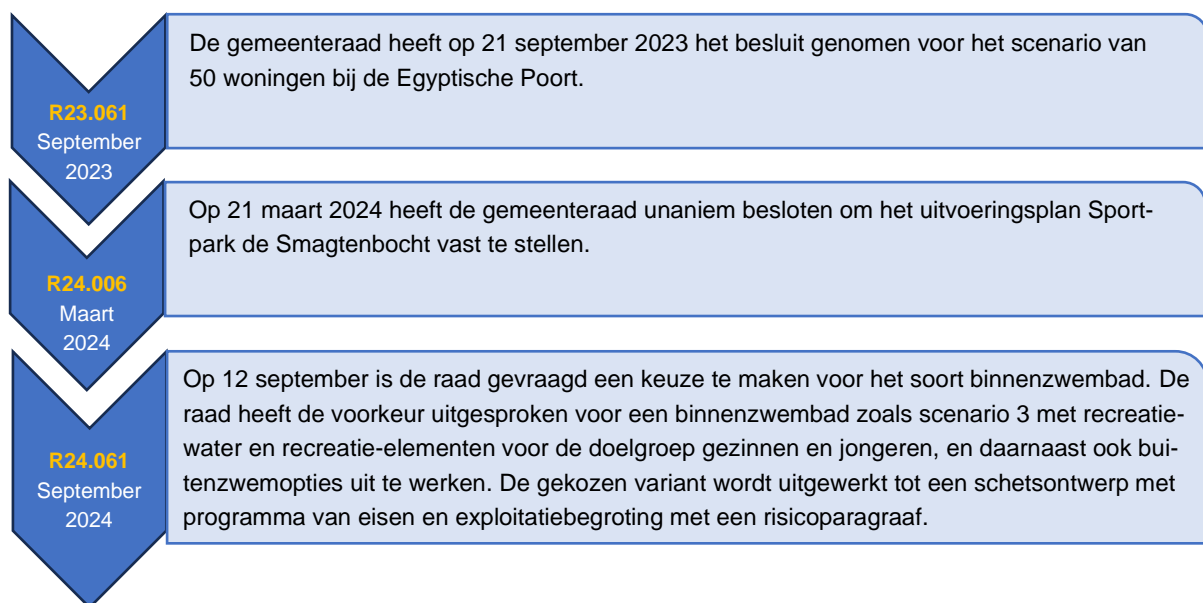 R23.061
September
2023
De gemeenteraad heeft op 21 september 2023 het besluit genomen voor het scenario van
50 woningen bij de Egyptische Poort.
R24.006
Maart
2024
Op 21 maart 2024 heeft de gemeenteraad unaniem besloten om het uitvoeringsplan Sport-
park de Smagtenbocht vast te stellen.
R24.061
September
2024
Op 12 september is de raad gevraagd een keuze te maken voor het soort binnenzwembad. De
raad heeft de voorkeur uitgesproken voor een binnenzwembad zoals scenario 3 met recreatie-
water en recreatie-elementen voor de doelgroep gezinnen en jongeren, en daarnaast ook bui-
tenzwemopties uit te werken. De gekozen variant wordt uitgewerkt tot een schetsontwerp met
programma van eisen en exploitatiebegroting met een risicoparagraaf.